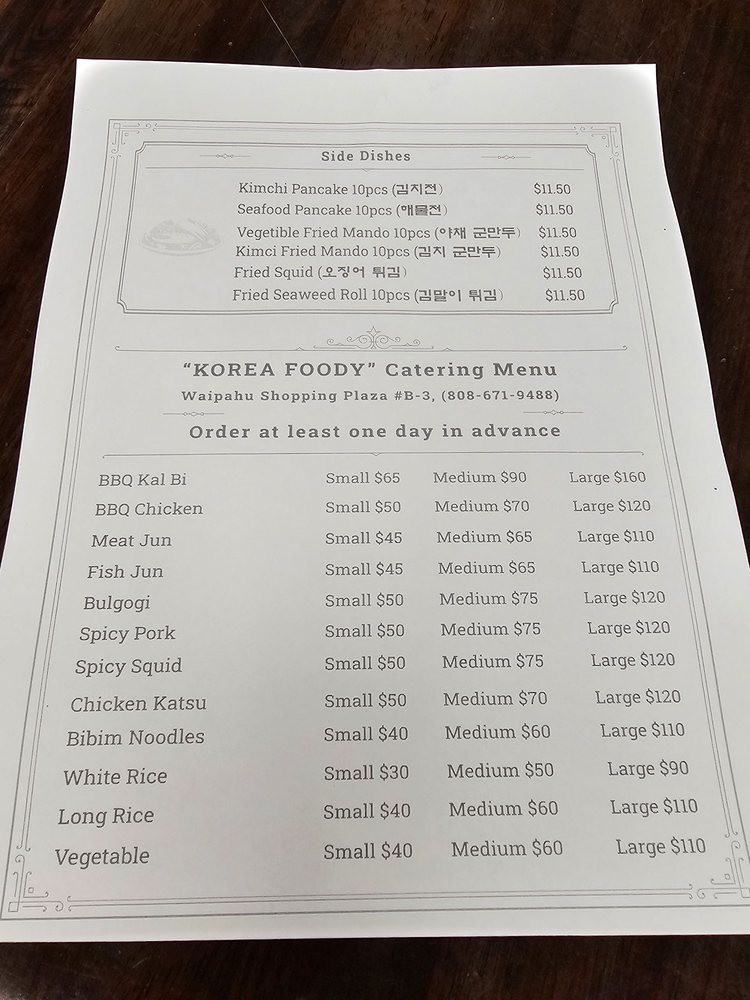 Side Dishes
Kimchi Pancake 10pcs (김치전) $11.50
Seafood Pancake 10pcs (해물전) $11.50
Vegetible Fried Mando 10pcs (야채 군만두) $11.50
Kimci Fried Mando 10pcs (김치 군만두) $11.50
Fried Squid (오징어 튀김) $11.50
Fried Seaweed Roll 10pcs (김말이 튀김) $11.50
“KOREA FOODY” Catering Menu
Waipahu Shopping Plaza #B-3, (808-671-9488)
Order at least one day in advance
BBQ Kal Bi Small $65 Medium $90 Large $160
BBQ Chicken Small $50 Medium $70 Large $120
Meat Jun Small $45 Medium $65 Large $110
Fish Jun Small $45 Medium $65 Large $110
Bulgogi Small $50 Medium $75 Large $120
Spicy Pork Small $50 Medium $75 Large $120
Spicy Squid Small $50 Medium $75 Large $120
Chicken Katsu Small $50 Medium $70 Large $120
Bibim Noodles Small $40 Medium $60 Large $110
White Rice Small $30 Medium $50 Large $90
Long Rice Small $40 Medium $60 Large $110
Vegetable Small $40 Medium $60 Large $110